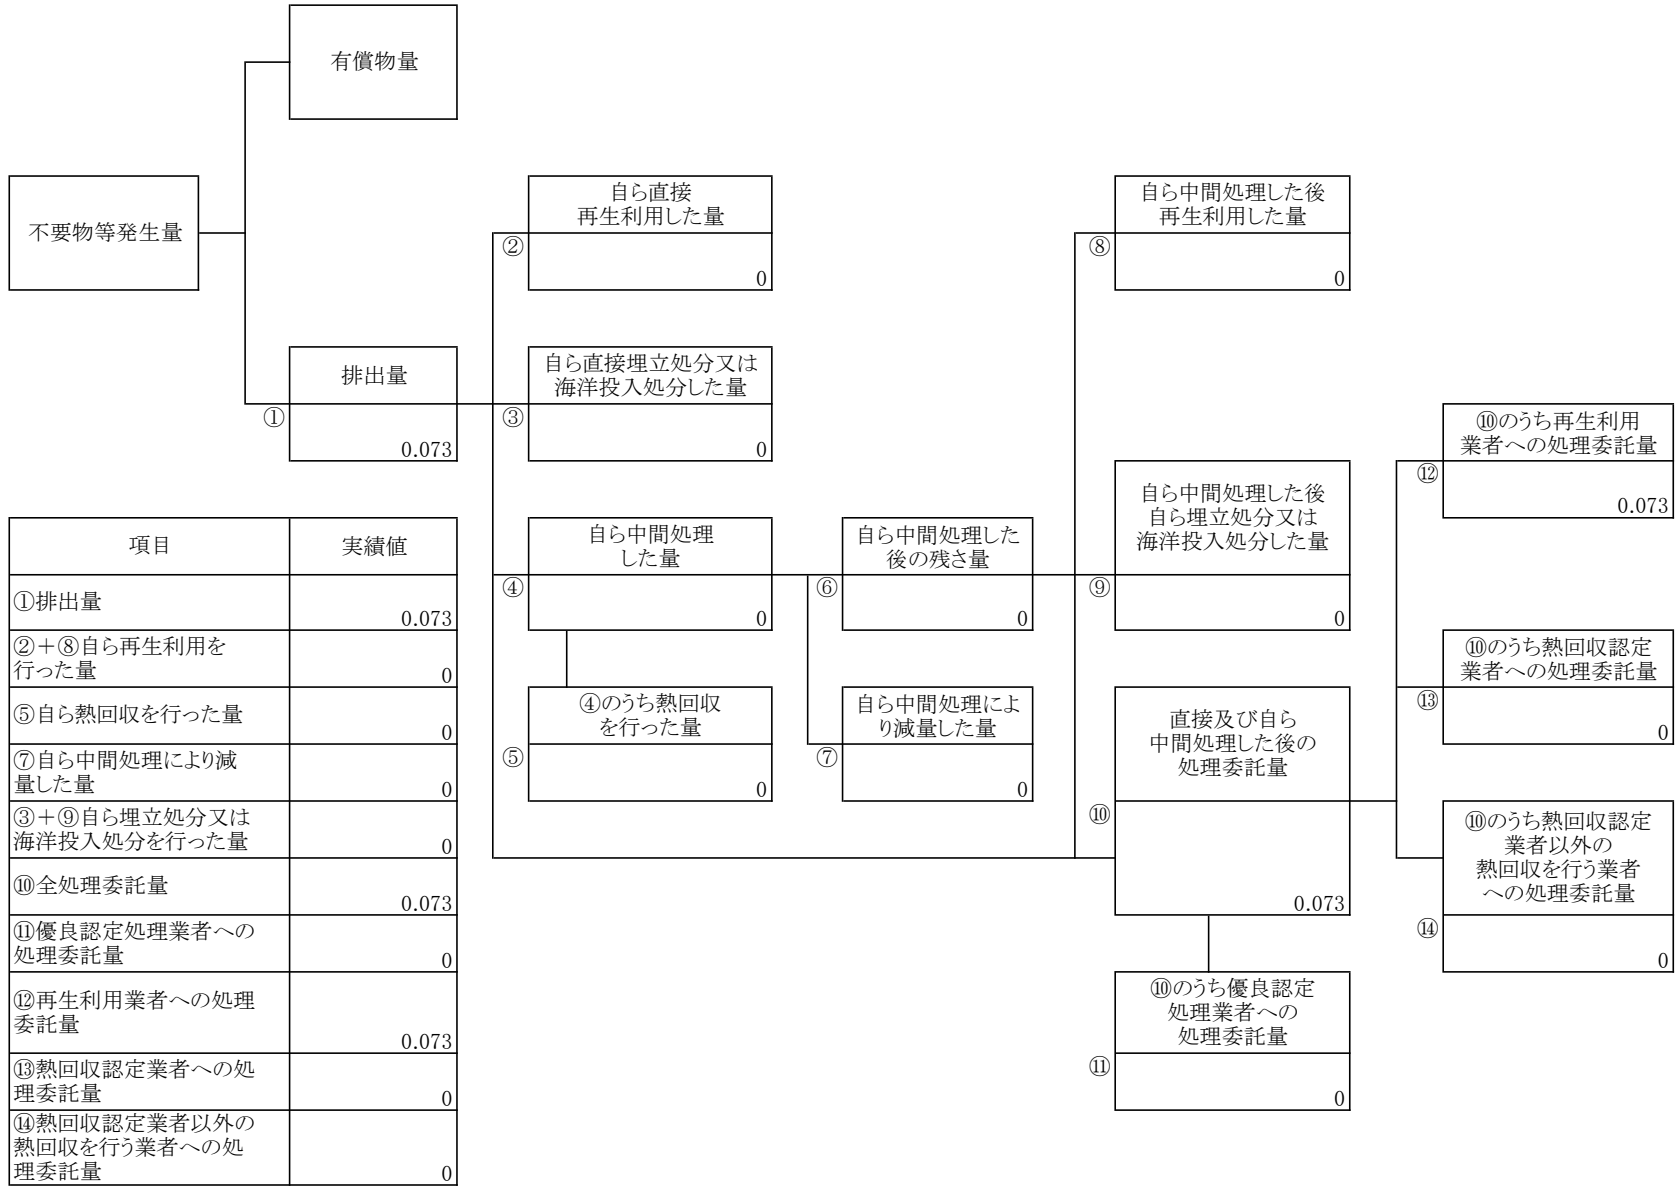 有償物量
不要物等発生量
自ら直接
再生利用した量
②
0
自ら中間処理した後
再生利用した量
⑧
0
排出量
①
0.073
自ら直接埋立処分又は
海洋投入処分した量
③
0
⑩のうち再生利用
業者への処理委託量
⑫
0.073
自ら中間処理
した量
④
0
自ら中間処理した
後の残さ量
⑥
0
自ら中間処理した後
自ら埋立処分又は
海洋投入処分した量
⑨
0
⑩のうち熱回収認定
業者への処理委託量
⑬
0
④のうち熱回収
を行った量
⑤
0
自ら中間処理によ
り減量した量
⑦
0
直接及び自ら
中間処理した後の
処理委託量
⑩
0.073
⑩のうち熱回収認定
業者以外の
熱回収を行う業者
への処理委託量
⑭
0
⑩のうち優良認定
処理業者への
処理委託量
⑪
0
項目
実績値
①排出量
0.073
②+⑧自ら再生利用を
行った量
0
⑤自ら熱回収を行った量
0
⑦自ら中間処理により減
量した量
0
③+⑨自ら埋立処分又は
海洋投入処分を行った量
0
⑩全処理委託量
0.073
⑪優良認定処理業者への
処理委託量
0
⑫再生利用業者への処理
委託量
0.073
⑬熱回収認定業者への処
理委託量
0
⑭熱回収認定業者以外の
熱回収を行う業者への処
理委託量
0